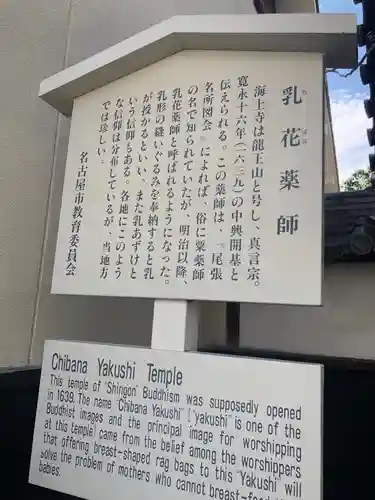 乳花薬師
ちばな
海上寺は龍王山と号し、真言宗。
寛永十六年(一六三九)の中興開基と
伝えられる。この薬師は、『尾張
名所図会』によれば、俗に粟薬師
の名で知られていたが、明治以降、
乳花薬師と呼ばれるようになった。
乳形の縫いぐるみを奉納すると乳
が授かるといい、また乳あずけと
いう信仰もある。各地にこのよう
な信仰は分布しているが、当地方
では珍しい。
名古屋市教育委員会
Chibana Yakushi Temple
This temple of 'Shingon' Buddhism was supposedly opened
in 1639. The name "Chibana Yakushi" ("yakushi" is one of the
Buddhist images and the principal image for worshipping
at this temple) came from the belief among the worshippers
that offering breast-shaped rag bags to this "Yakushi" will
solve the problem of mothers who cannot breast-feed
babies.